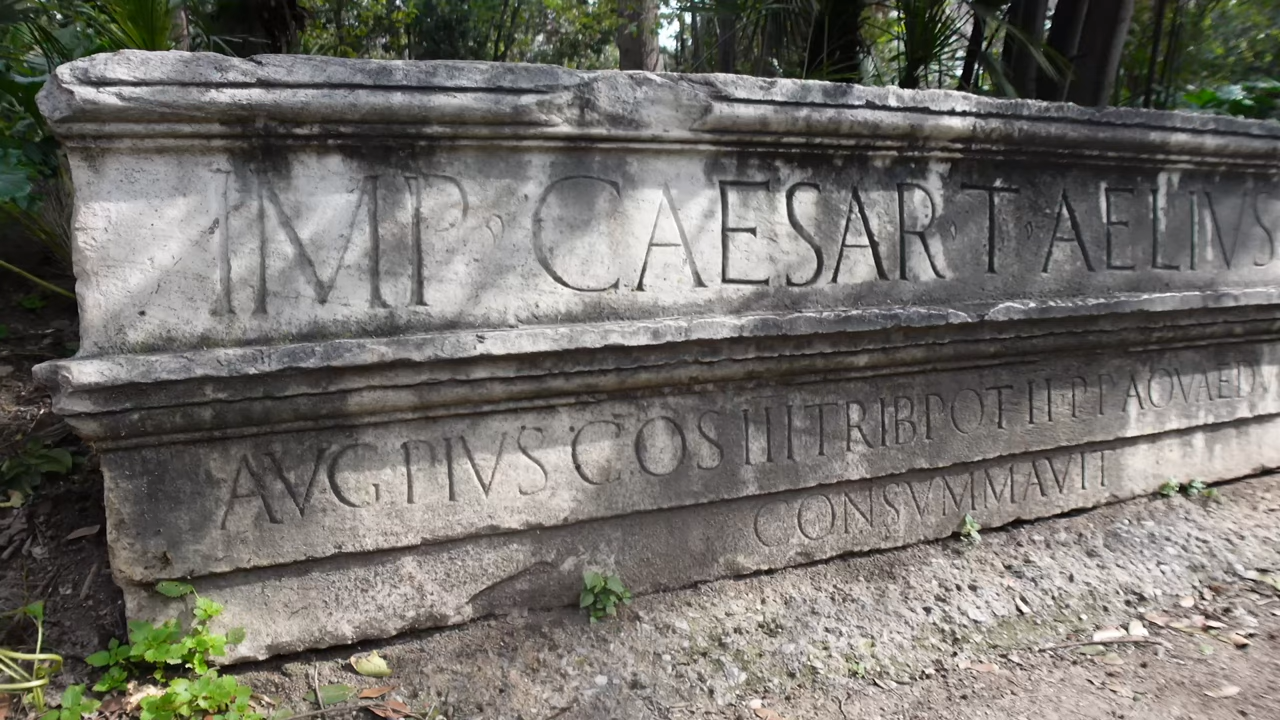 IMP · CAESAR · T · AELIVS
AVG PIVS COS III TRIB POT II · P P AQVAED
CONSVMMAVIT